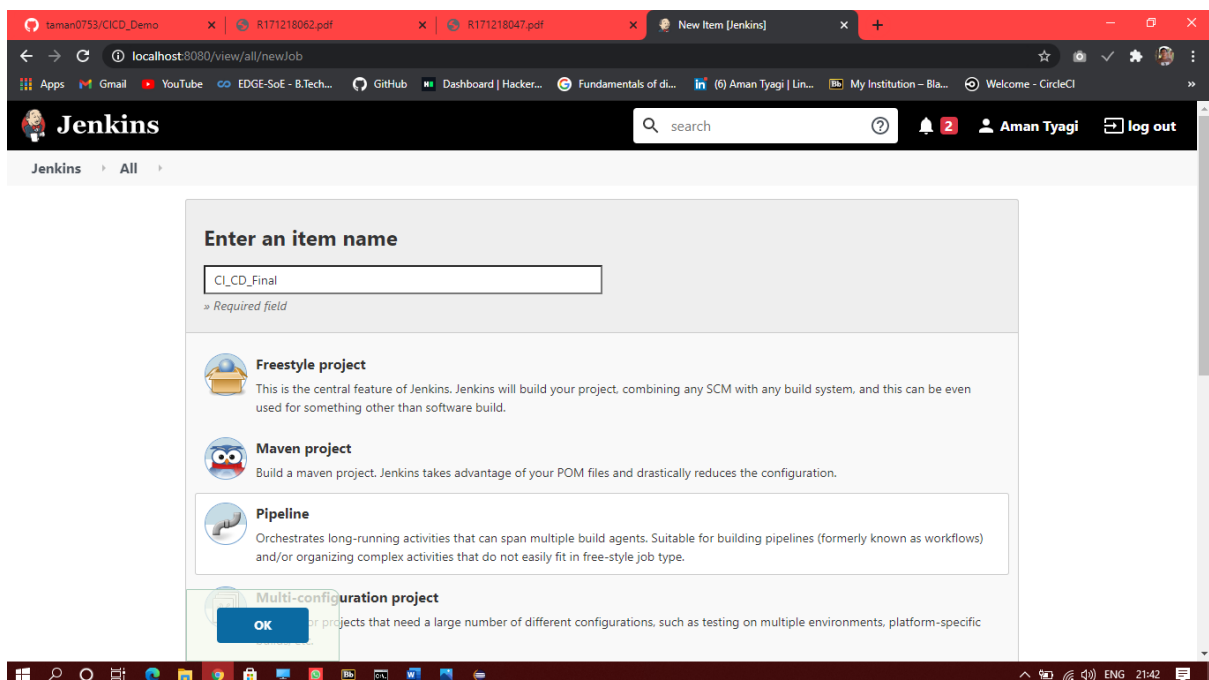 taman0753/CICD_Demo R171218062.pdf R171218047.pdf New Item [Jenkins]
localhost:8080/view/all/newJob
Apps Gmail YouTube EDGE-SoE - B.Tech... GitHub Dashboard | Hacker... Fundamentals of di... (6) Aman Tyagi | Lin... Bb My Institution – Bla... Welcome - CircleCI »
Jenkins search 2 Aman Tyagi log out
Jenkins All
Enter an item name
CI_CD_Final
» Required field
Freestyle project
This is the central feature of Jenkins. Jenkins will build your project, combining any SCM with any build system, and this can be even
used for something other than software build.
Maven project
Build a maven project. Jenkins takes advantage of your POM files and drastically reduces the configuration.
Pipeline
Orchestrates long-running activities that can span multiple build agents. Suitable for building pipelines (formerly known as workflows)
and/or organizing complex activities that do not easily fit in free-style job type.
Multi-configuration project
OK or projects that need a large number of different configurations, such as testing on multiple environments, platform-specific
ENG 21:42